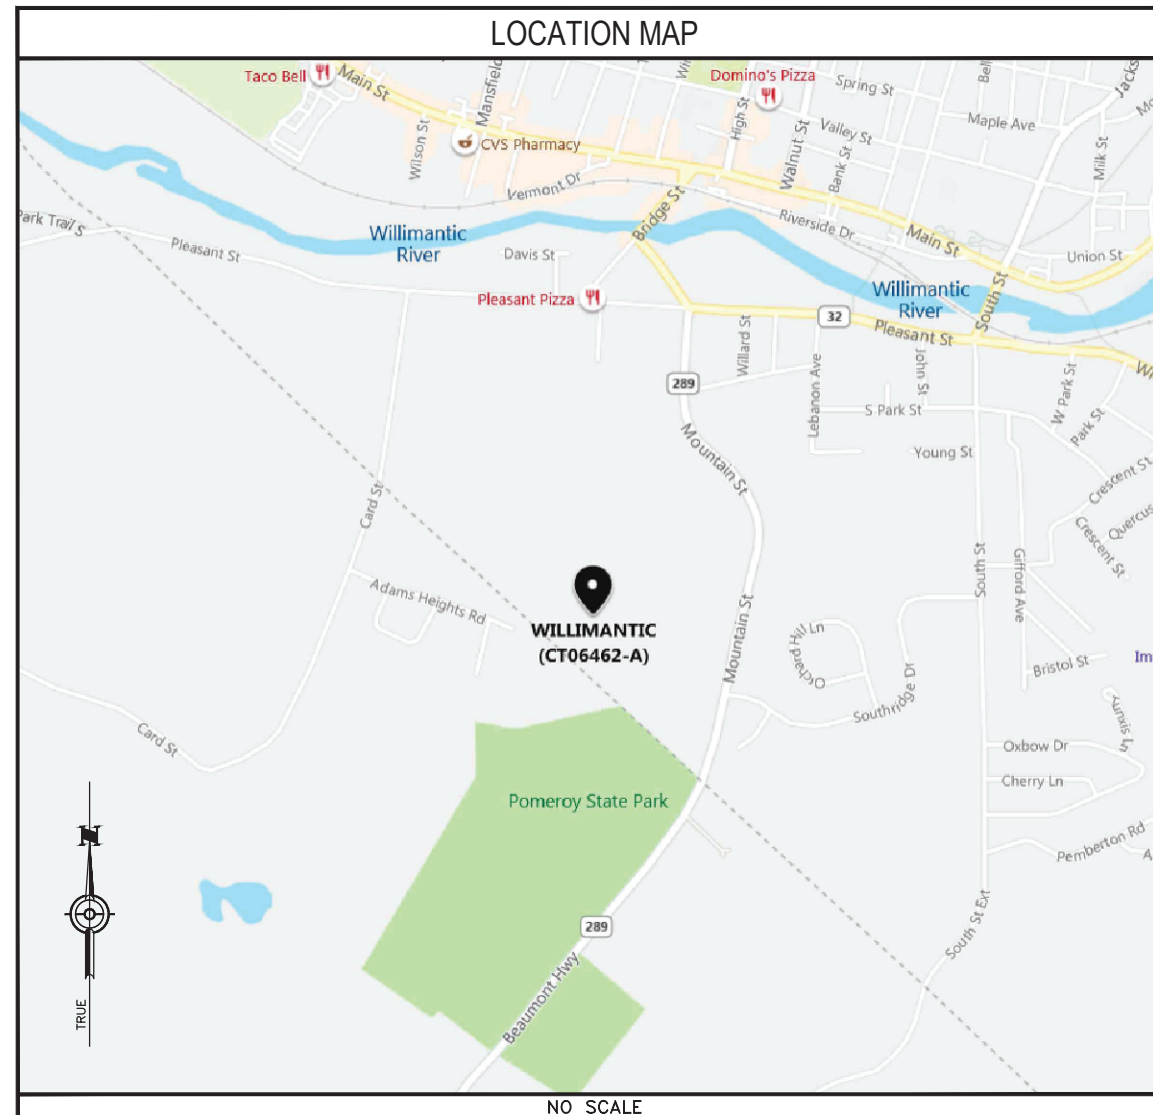 LOCATION MAP
Taco Bell
Main St
Mansfield
Domino's Pizza
Spring St
Bell
Jacks
Wilson St
CVS Pharmacy
High St
Walnut St
Valley St
Bank St
Maple Ave
Milk St
Vermont Dr
Bridge St
Riverside Dr
Main St
Union St
Park Trail S
Pleasant St
Willimantic
River
Davis St
Pleasant Pizza
Willimantic
River
South St
32
Pleasant St
Willard St
289
Lebanon Ave
John St
S Park St
W Park St
Park St
Mountain St
Young St
Crescent St
Quercus
Crescent St
Card St
South St
Gifford Ave
Adams Heights Rd
WILLIMANTIC
(CT06462-A)
Mountain St
Orchard Hill Ln
Southridge Dr
Bristol St
Im
Card St
Oxbow Dr
Cherry Ln
Pomeroy State Park
Pemberton Rd
A
N
289
South St Ext
Beaumont Hwy
TRUE
NO SCALE